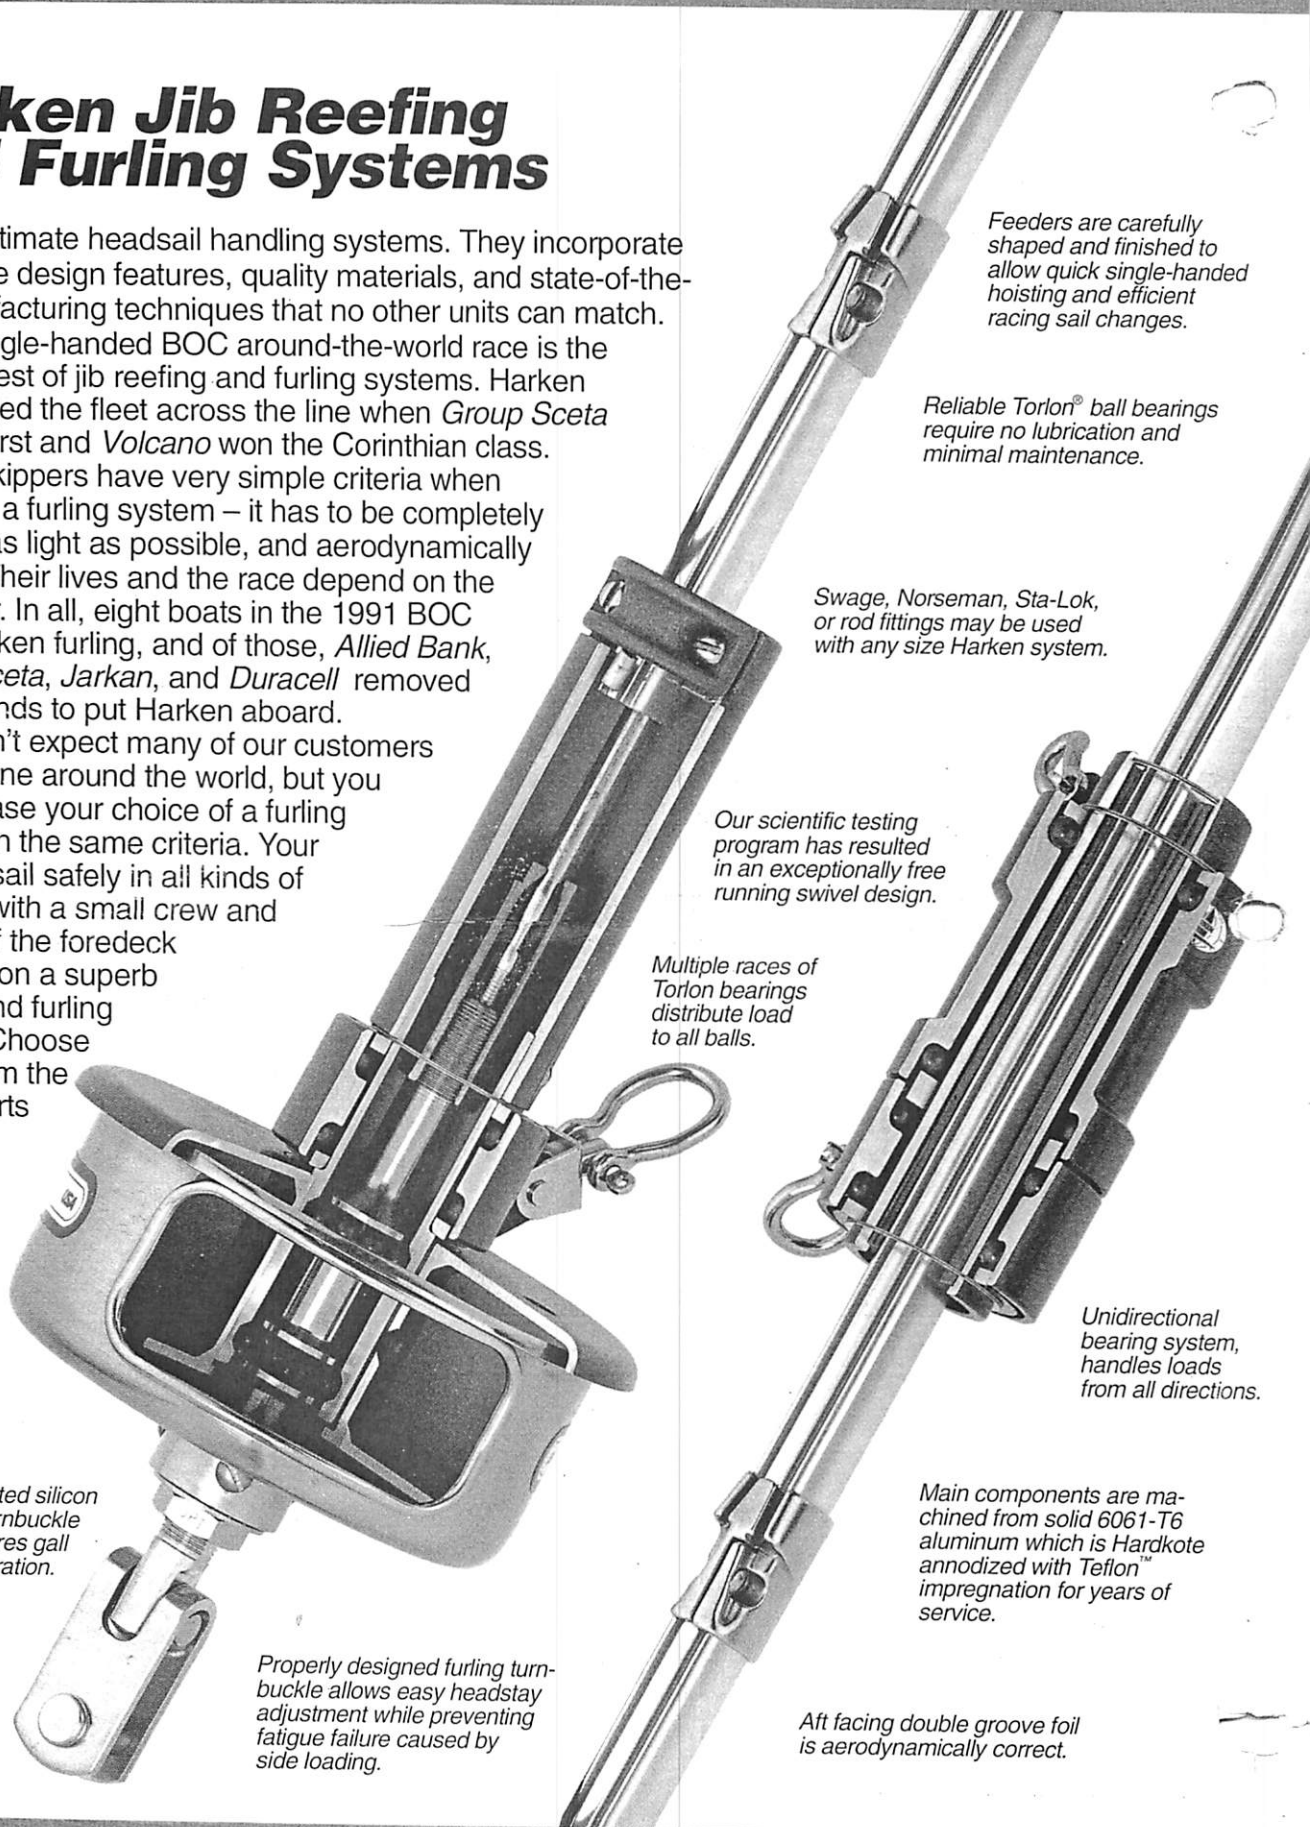 ken Jib Reefing
Furling Systems
timate headsail handling systems. They incorporate
e design features, quality materials, and state-of-the-
facturing techniques that no other units can match.
gle-handed BOC around-the-world race is the
est of jib reefing and furling systems. Harken
ed the fleet across the line when Group Sceta
rst and Volcano won the Corinthian class.
kippers have very simple criteria when
a furling system – it has to be completely
as light as possible, and aerodynamically
heir lives and the race depend on the
r. In all, eight boats in the 1991 BOC
ken furling, and of those, Allied Bank,
ceta, Jarkan, and Duracell removed
nds to put Harken aboard.
n't expect many of our customers
ne around the world, but you
ase your choice of a furling
n the same criteria. Your
sail safely in all kinds of
with a small crew and
f the foredeck
on a superb
nd furling
Choose
m the
rts
Feeders are carefully
shaped and finished to
allow quick single-handed
hoisting and efficient
racing sail changes.
Reliable Torlon® ball bearings
require no lubrication and
minimal maintenance.
Swage, Norseman, Sta-Lok,
or rod fittings may be used
with any size Harken system.
Our scientific testing
program has resulted
in an exceptionally free
running swivel design.
Multiple races of
Torlon bearings
distribute load
to all balls.
USA
Unidirectional
bearing system,
handles loads
from all directions.
ted silicon
rnbuckle
res gall
ration.
Main components are ma-
chined from solid 6061-T6
aluminum which is Hardkote
annodized with Teflon™
impregnation for years of
service.
Properly designed furling turn-
buckle allows easy headstay
adjustment while preventing
fatigue failure caused by
side loading.
Aft facing double groove foil
is aerodynamically correct.